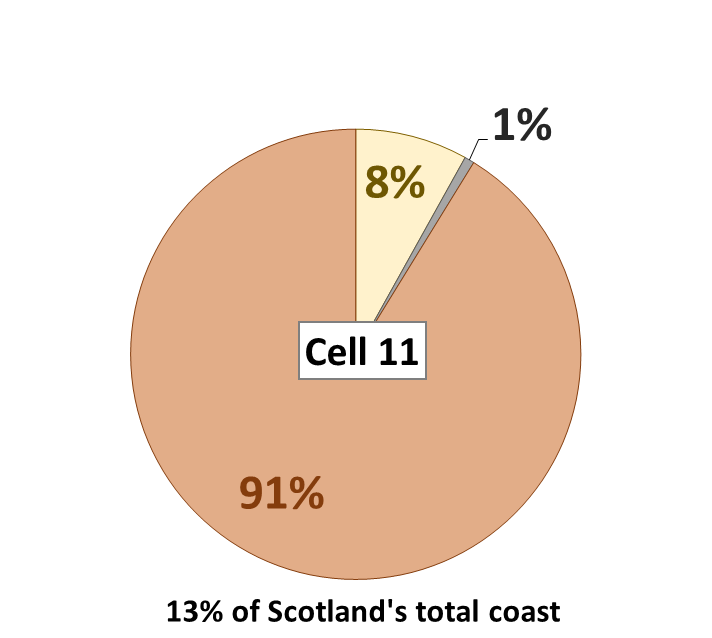 1%
8%
Cell 11
91%
13% of Scotland's total coast